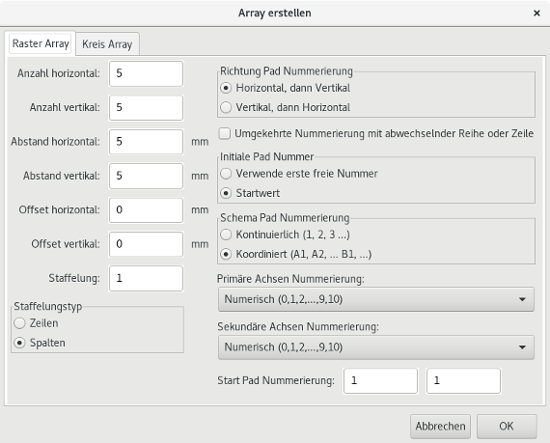 Array erstellen ×
Raster Array Kreis Array
Anzahl horizontal: 5
Anzahl vertikal: 5
Abstand horizontal: 5 mm
Abstand vertikal: 5 mm
Offset horizontal: 0 mm
Offset vertikal: 0 mm
Staffelung: 1
Staffelungstyp
Zeilen
Spalten
Richtung Pad Nummerierung
Horizontal, dann Vertikal
Vertikal, dann Horizontal
Umgekehrte Nummerierung mit abwechselnder Reihe oder Zeile
Initiale Pad Nummer
Verwende erste freie Nummer
Startwert
Schema Pad Nummerierung
Kontinuierlich (1, 2, 3 ...)
Koordiniert (A1, A2, ... B1, ...)
Primäre Achsen Nummerierung:
Numerisch (0,1,2,...,9,10)
Sekundäre Achsen Nummerierung:
Numerisch (0,1,2,...,9,10)
Start Pad Nummerierung: 1 1
Abbrechen OK